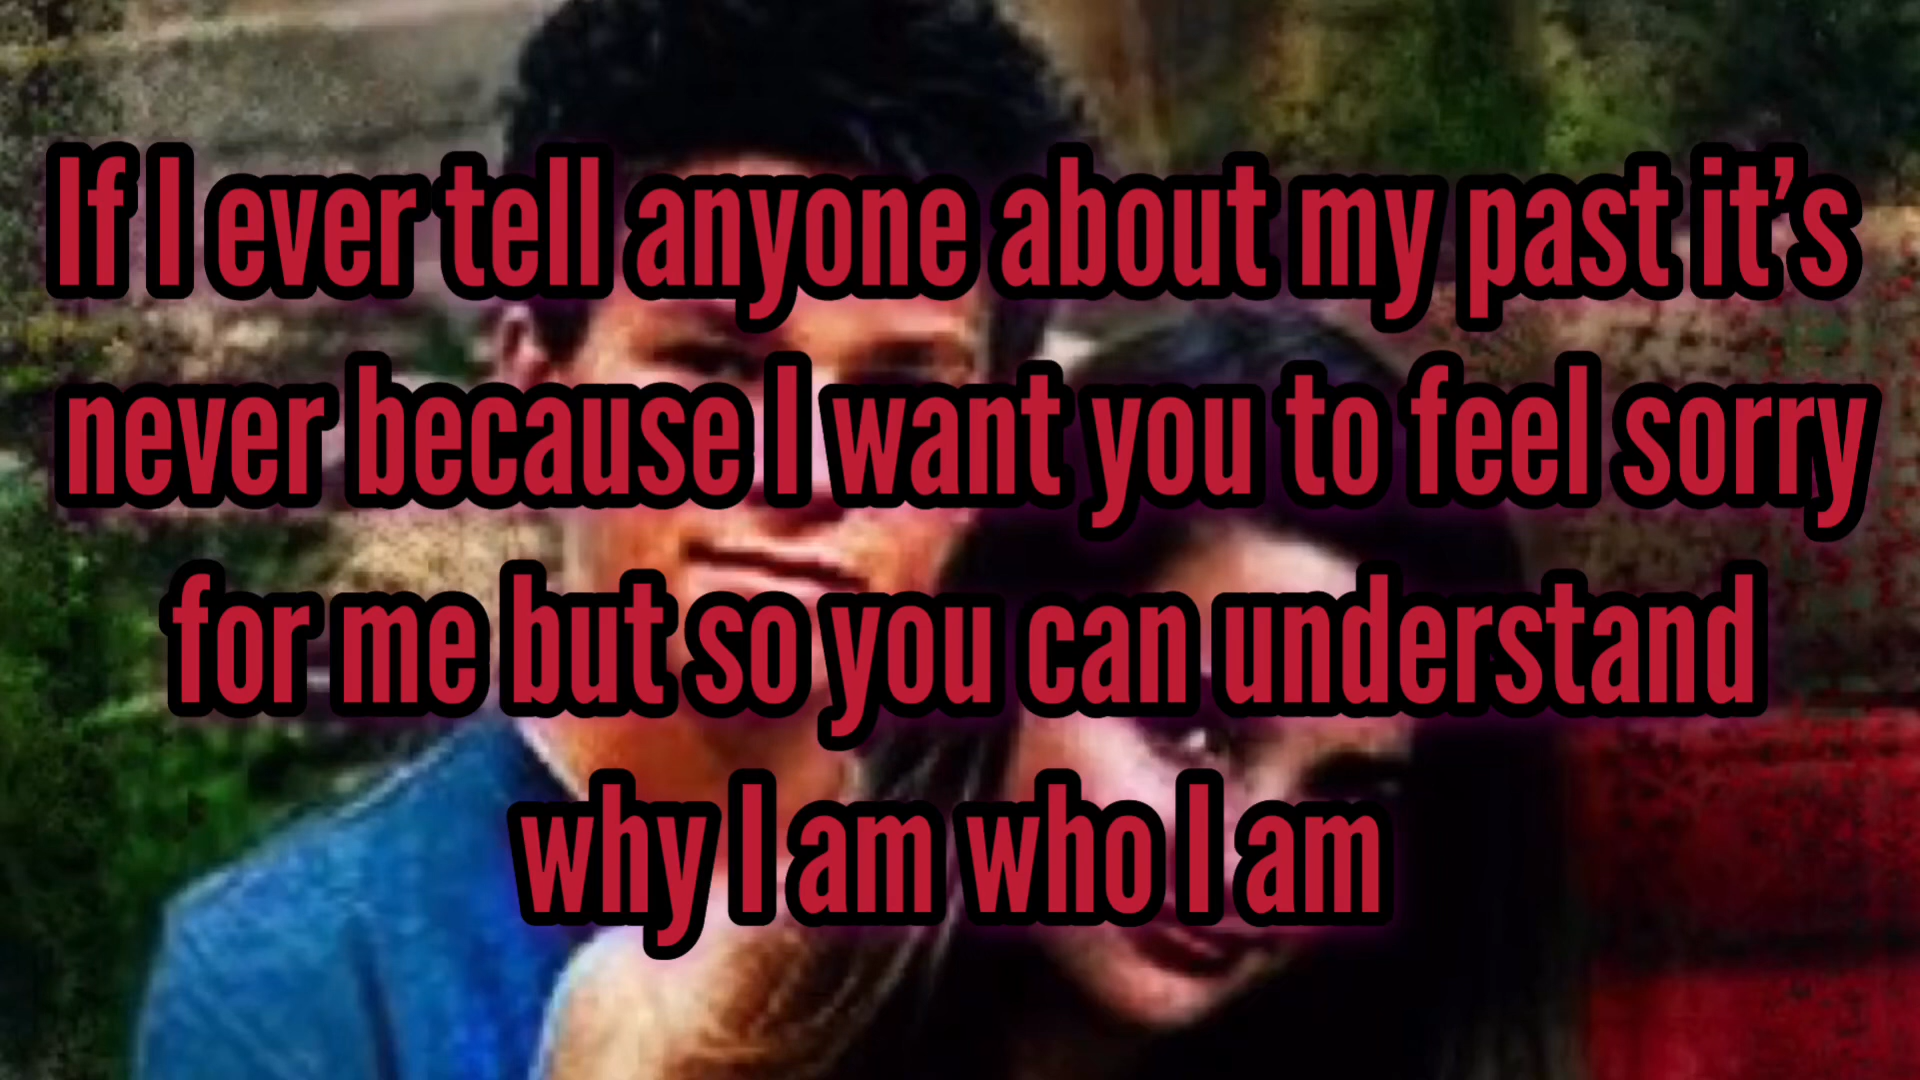 If I ever tell anyone about my past it’s
never because I want you to feel sorry
for me but so you can understand
why I am who I am